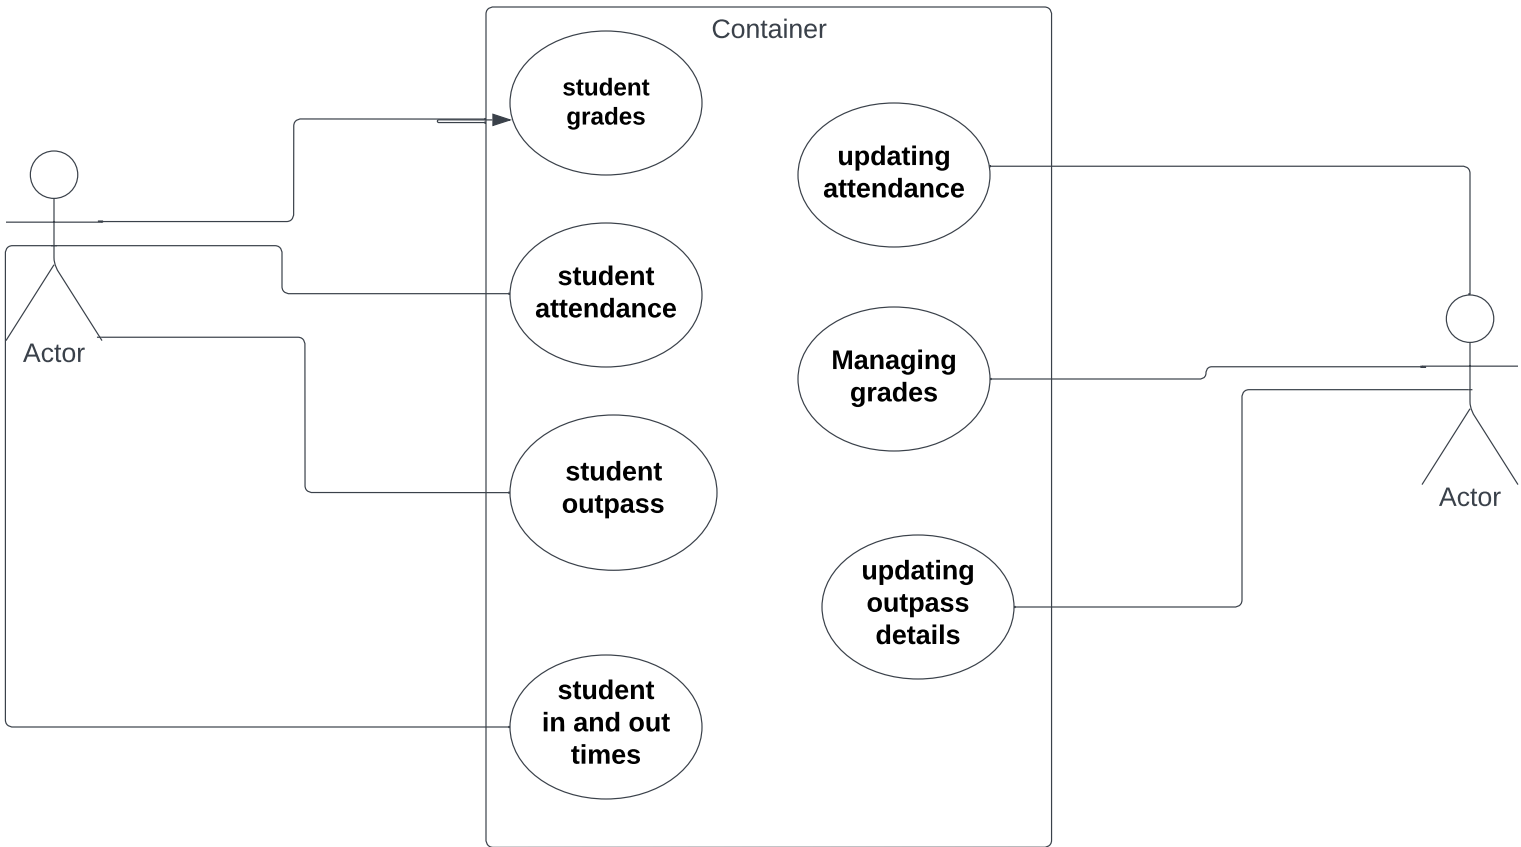 Container
student
grades
updating
attendance
student
attendance
Actor
Managing
grades
student
outpass
Actor
updating
outpass
details
student
in and out
times